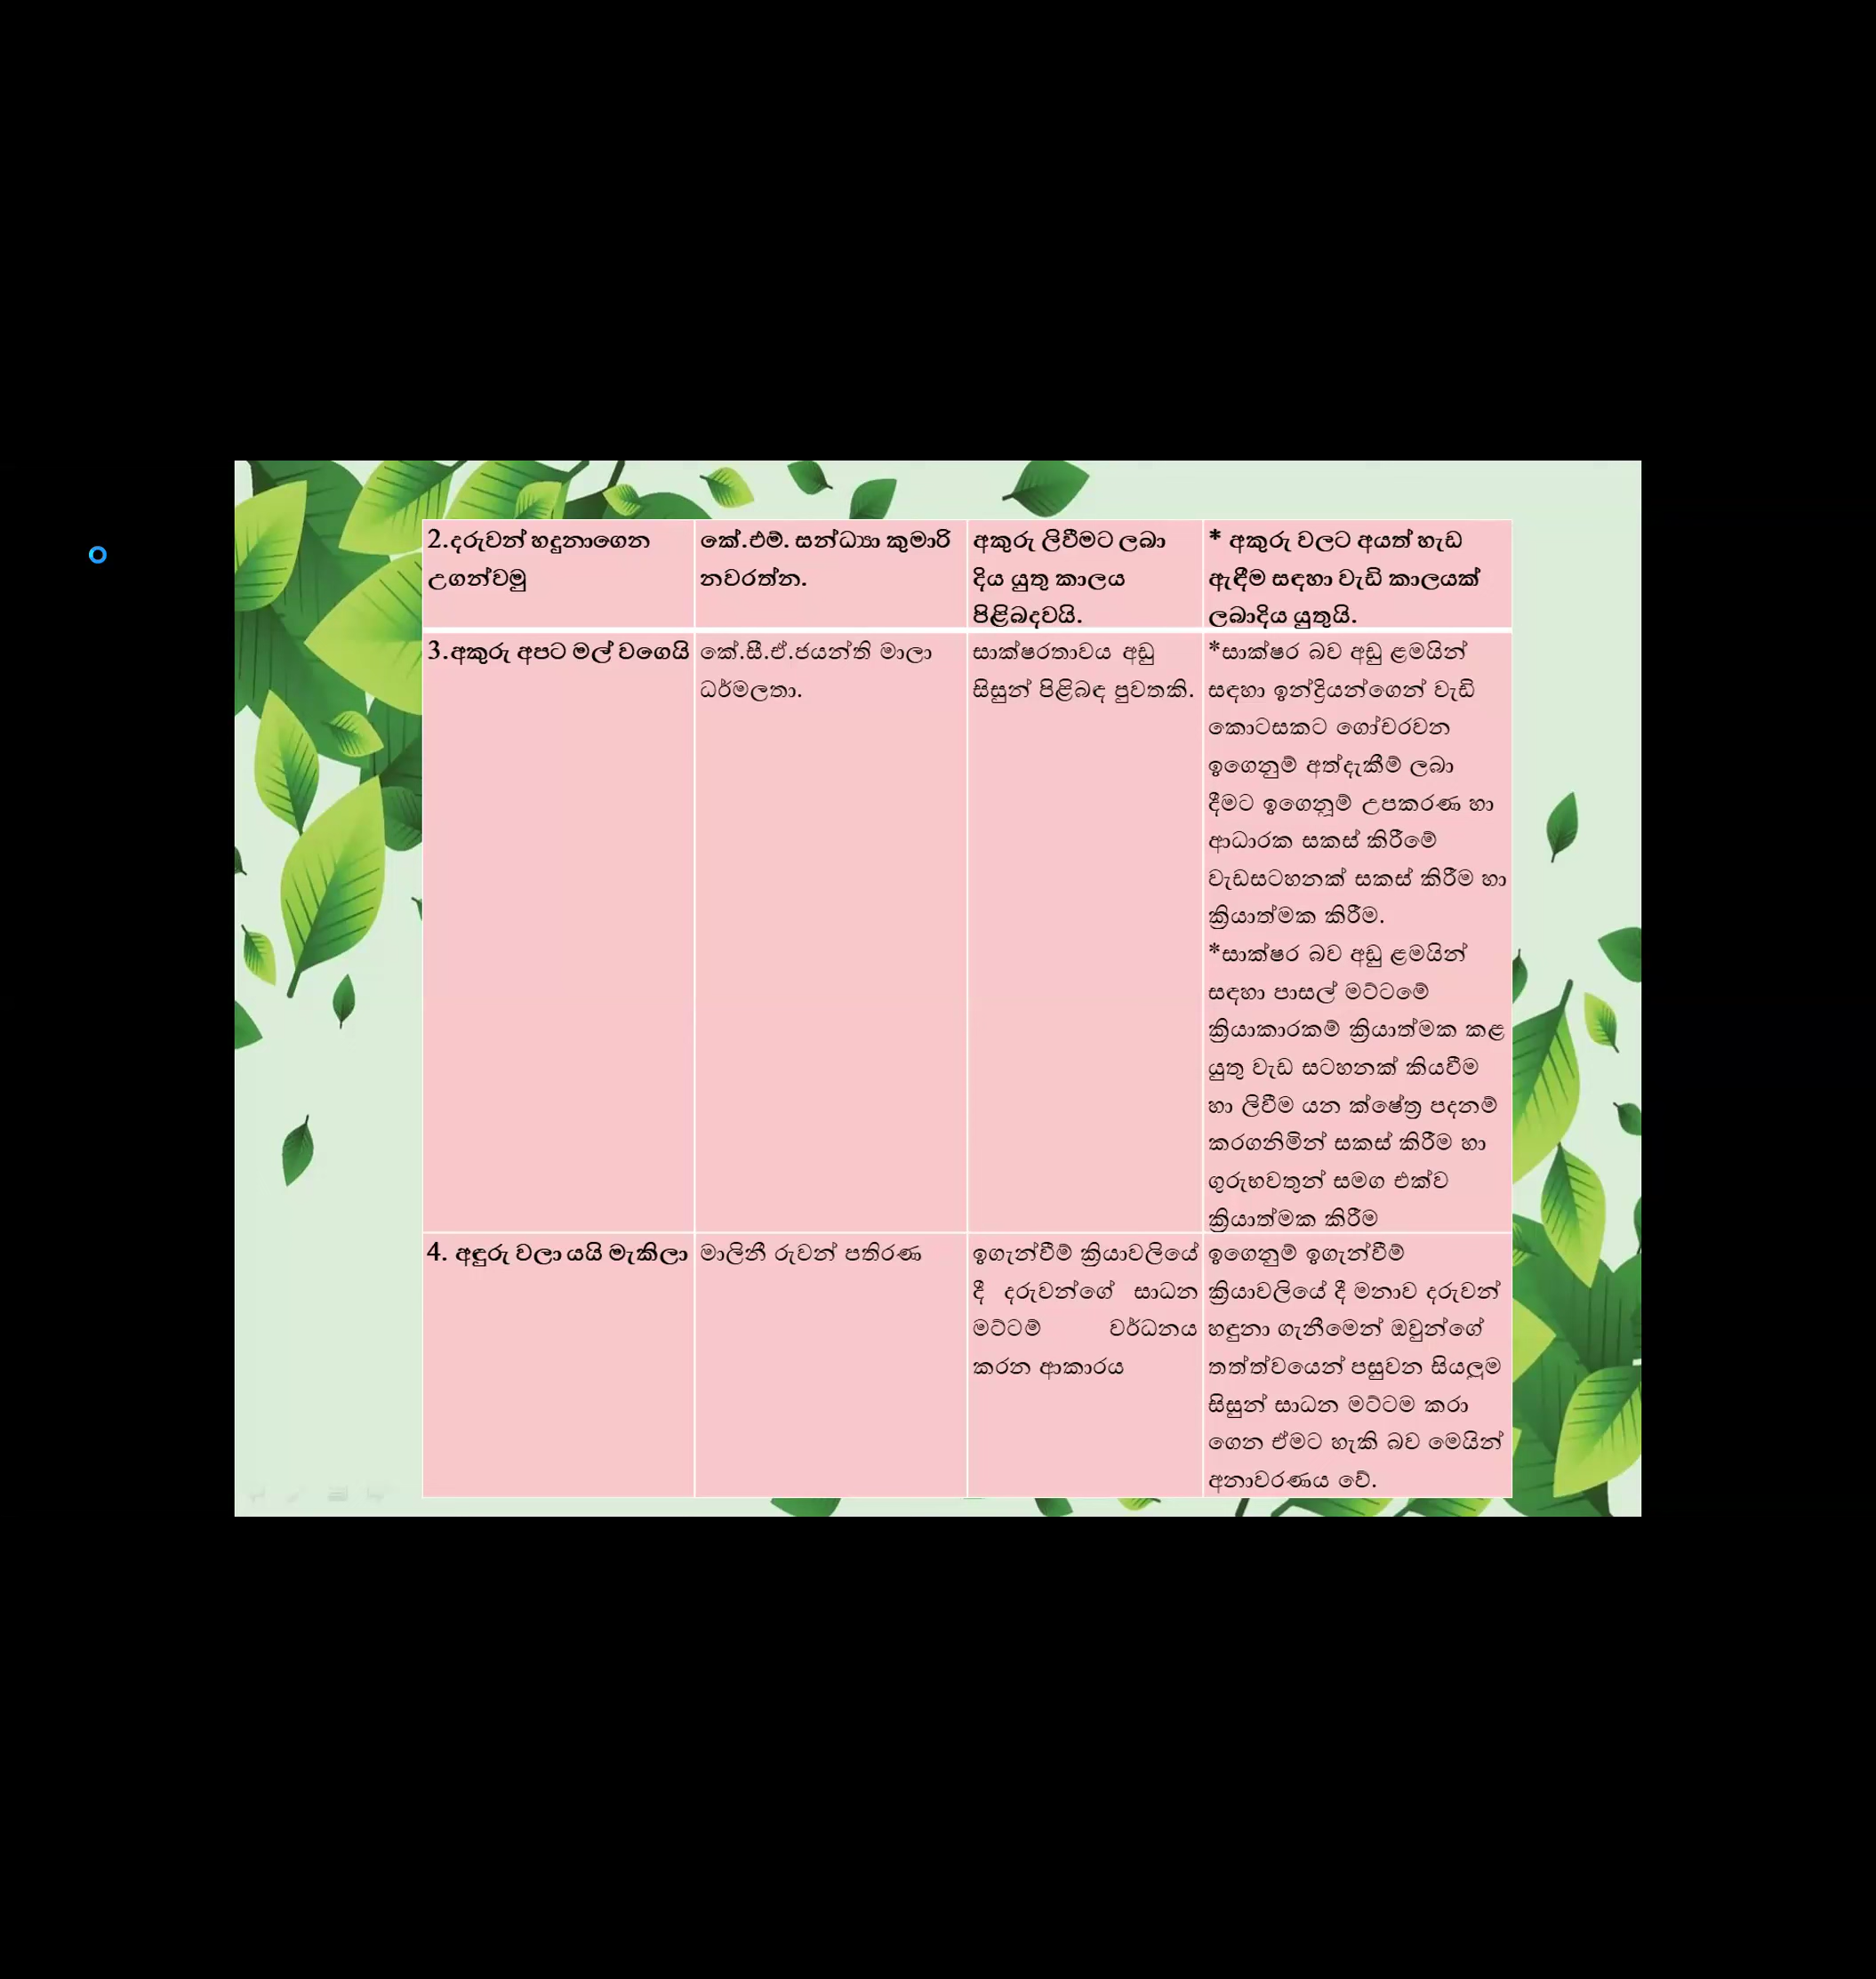 2.දරුවන් හදුනාගෙන
උගන්වමු
කේ.එම්. සන්ධ්‍යා කුමාරි
නවරත්න.
අකුරු ලිවීමට ලබා
දිය යුතු කාලය
පිළිබදවයි.
* අකුරු වලට අයත් හැඩ
ඇඳීම සඳහා වැඩි කාලයක්
ලබාදිය යුතුයි.
3.අකුරු අපට මල් වගෙයි
කේ.සී.ඒ.ජයන්ති මාලා
ධර්මලතා.
සාක්ෂරතාවය අඩු
සිසුන් පිළිබඳ පුවතකි.
*සාක්ෂර බව අඩු ළමයින්
සඳහා ඉන්ද්‍රියන්ගෙන් වැඩි
කොටසකට ගෝචරවන
ඉගෙනුම් අත්දැකීම් ලබා
දීමට ඉගෙනූම් උපකරණ හා
ආධාරක සකස් කිරීමේ
වැඩසටහනක් සකස් කිරීම හා
ක්‍රියාත්මක කිරීම.
*සාක්ෂර බව අඩු ළමයින්
සඳහා පාසල් මට්ටමේ
ක්‍රියාකාරකම් ක්‍රියාත්මක කළ
යුතු වැඩ සටහනක් කියවීම
හා ලිවීම යන ක්ෂේත්‍ර පදනම්
කරගනිමින් සකස් කිරීම හා
ගුරුභවතුන් සමග එක්ව
ක්‍රියාත්මක කිරීම
4. අඳුරු වලා යයි මැකිලා
මාලිනී රුවන් පතිරණ
ඉගැන්වීම් ක්‍රියාවලියේ
දී දරුවන්ගේ සාධන
මට්ටම් වර්ධනය
කරන ආකාරය
ඉගෙනුම් ඉගැන්වීම්
ක්‍රියාවලියේ දී මනාව දරුවන්
හඳුනා ගැනීමෙන් ඔවුන්ගේ
තත්ත්වයෙන් පසුවන සියලුම
සිසුන් සාධන මට්ටම කරා
ගෙන ඒමට හැකි බව මෙයින්
අනාවරණය වේ.